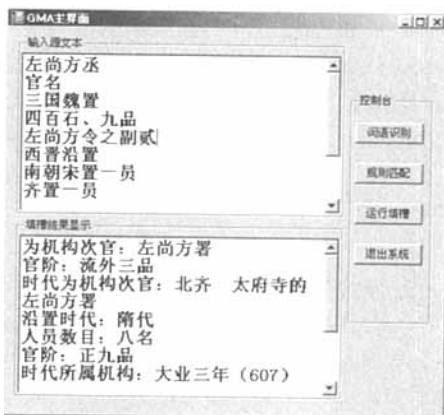 GMA主界面
输入源文本
左尚方丞
官名
三国魏置
四百石、九品
左尚方令之副贰
西晋沿置
南朝宋置一员
齐置一员
填槽结果显示
为机构次官：左尚方署
官阶：流外三品
时代为机构次官：北齐 太府寺的
左尚方署
沿置时代：隋代
人员数目：八名
官阶：正九品
时代所属机构：大业三年（607）
控制台
词语识别
规则匹配
运行填槽
退出系统